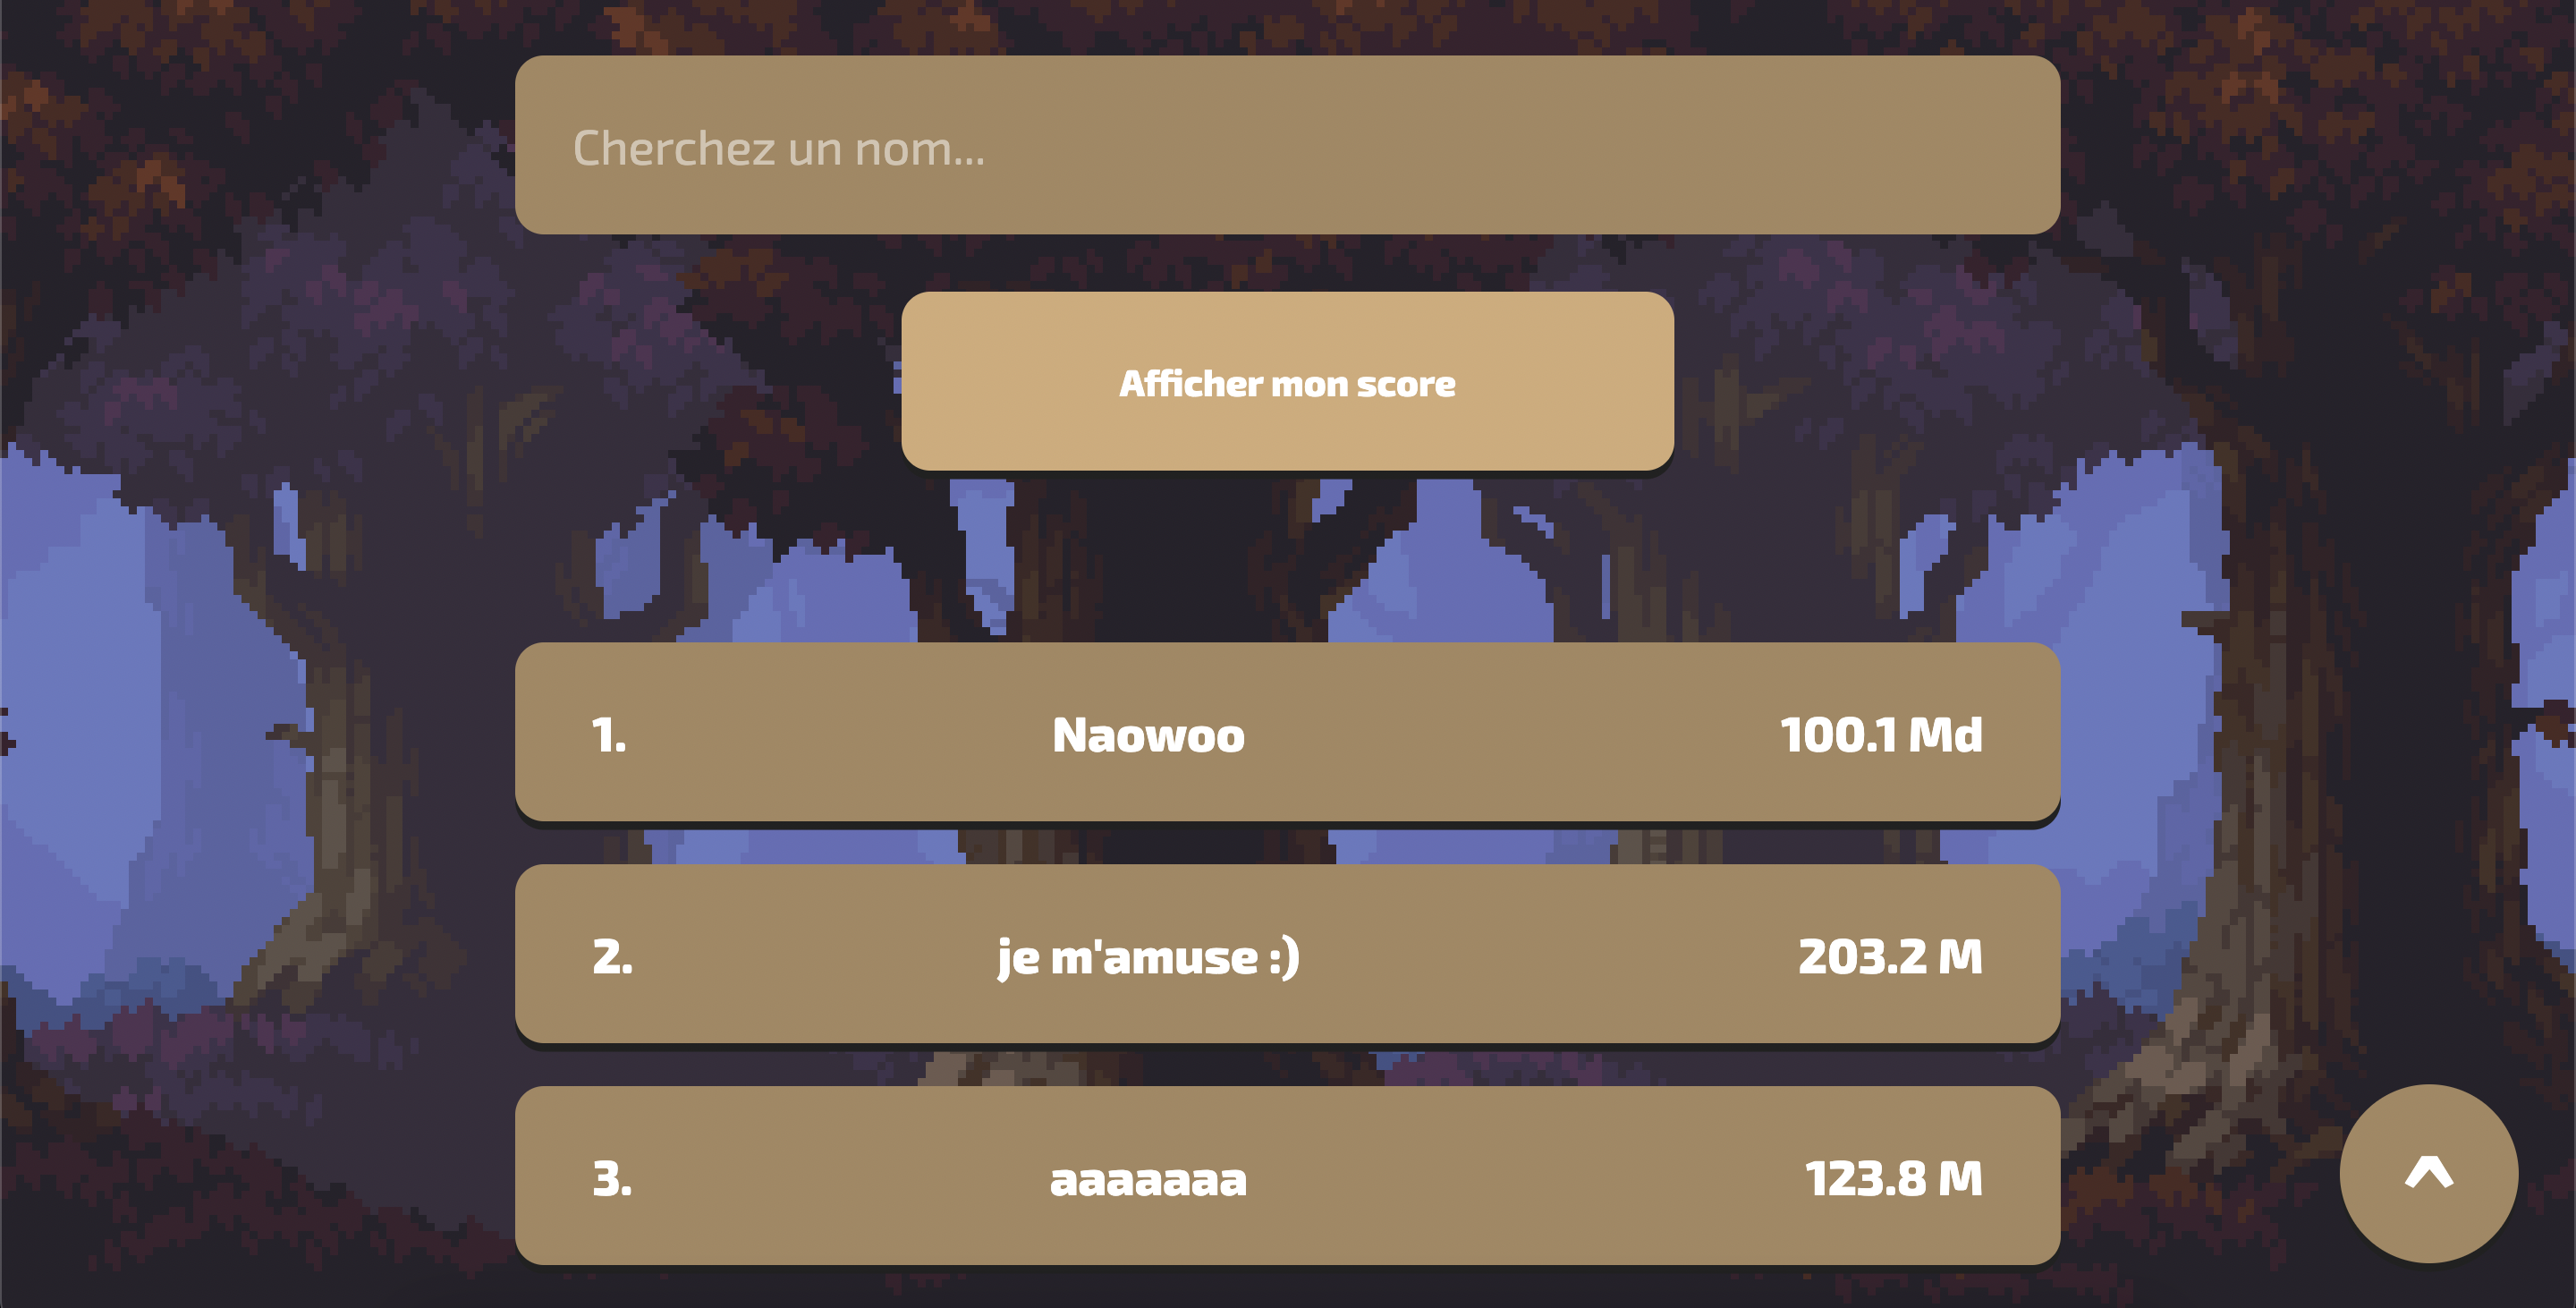 Cherchez un nom...
Afficher mon score
1. Naowoo 100.1 Md
2. je m'amuse :) 203.2 M
3. aaaaaaa 123.8 M
^